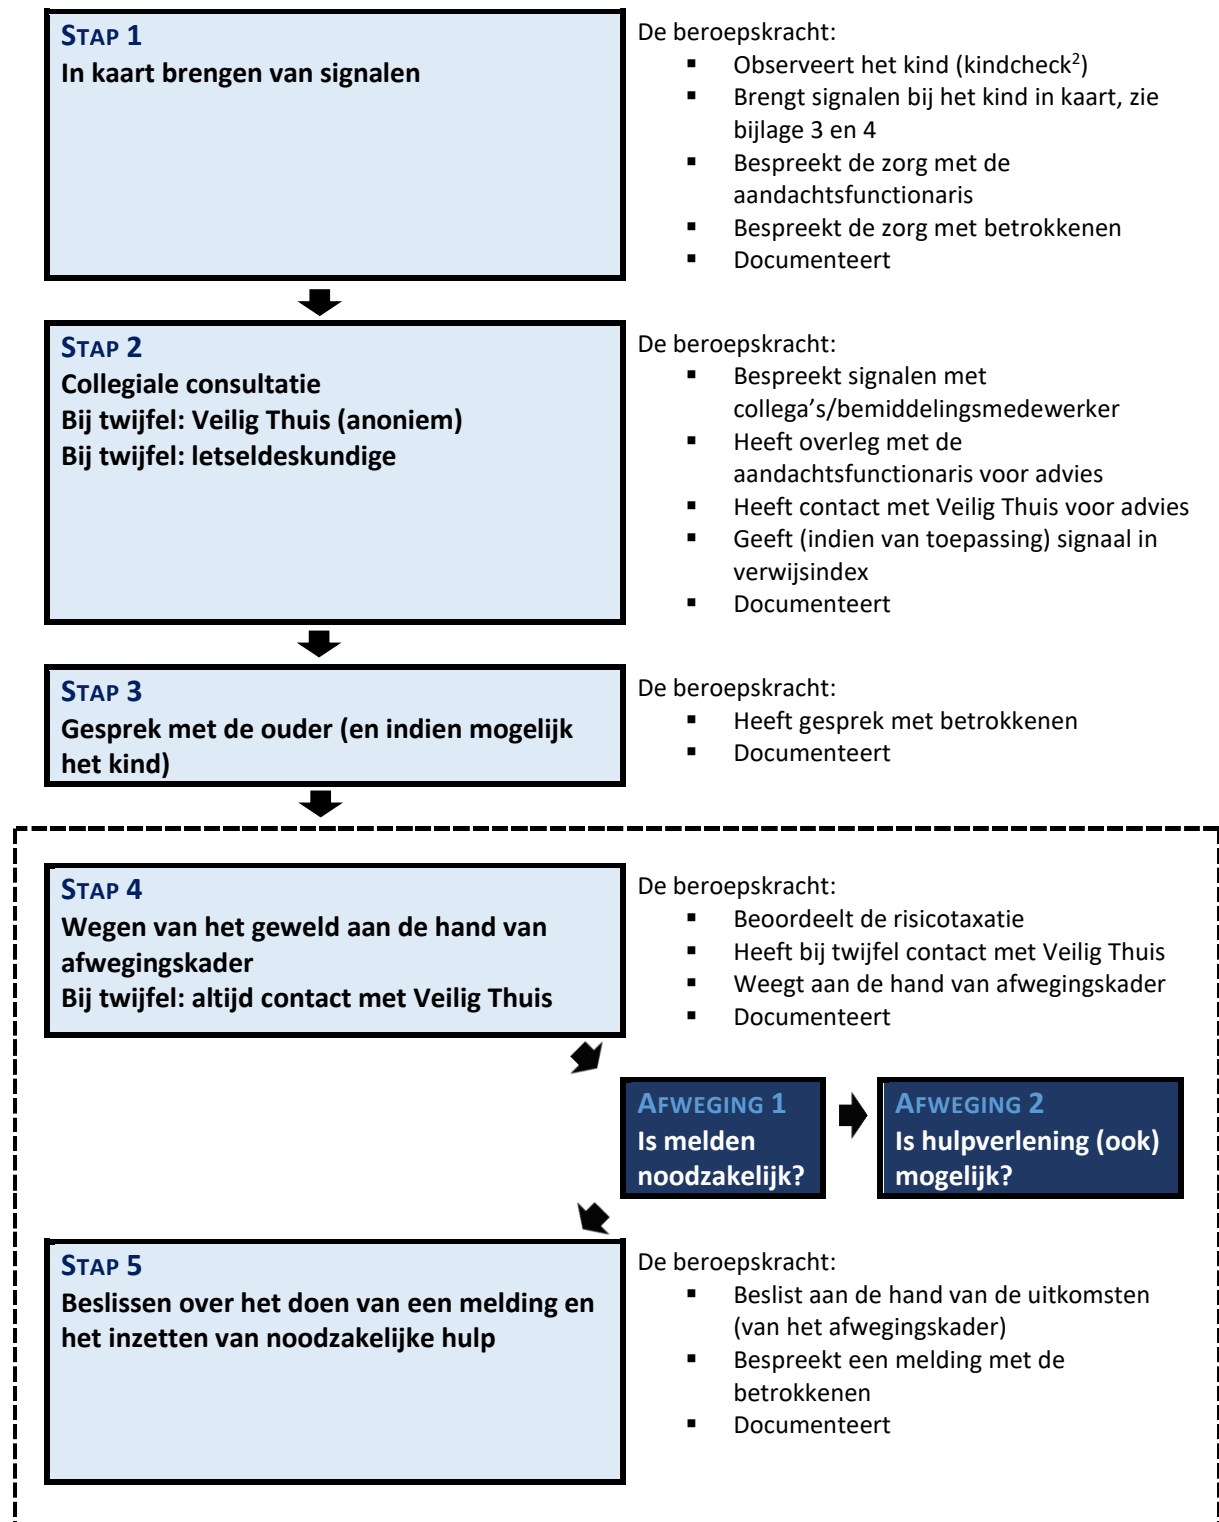 STAP 1
In kaart brengen van signalen
De beroepskracht:
▪ Observeert het kind (kindcheck²)
▪ Brengt signalen bij het kind in kaart, zie
bijlage 3 en 4
▪ Bespreekt de zorg met de
aandachtsfunctionaris
▪ Bespreekt de zorg met betrokkenen
▪ Documenteert
STAP 2
Collegiale consultatie
Bij twijfel: Veilig Thuis (anoniem)
Bij twijfel: letseldeskundige
De beroepskracht:
▪ Bespreekt signalen met
collega’s/bemiddelingsmedewerker
▪ Heeft overleg met de
aandachtsfunctionaris voor advies
▪ Heeft contact met Veilig Thuis voor advies
▪ Geeft (indien van toepassing) signaal in
verwijsindex
▪ Documenteert
STAP 3
Gesprek met de ouder (en indien mogelijk
het kind)
De beroepskracht:
▪ Heeft gesprek met betrokkenen
▪ Documenteert
STAP 4
Wegen van het geweld aan de hand van
afwegingskader
Bij twijfel: altijd contact met Veilig Thuis
De beroepskracht:
▪ Beoordeelt de risicotaxatie
▪ Heeft bij twijfel contact met Veilig Thuis
▪ Weegt aan de hand van afwegingskader
▪ Documenteert
AFWEGING 1
Is melden
noodzakelijk?
AFWEGING 2
Is hulpverlening (ook)
mogelijk?
STAP 5
Beslissen over het doen van een melding en
het inzetten van noodzakelijke hulp
De beroepskracht:
▪ Beslist aan de hand van de uitkomsten
(van het afwegingskader)
▪ Bespreekt een melding met de
betrokkenen
▪ Documenteert